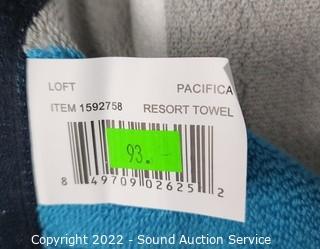 LOFT PACIFICA
ITEM 1592758 RESORT TOWEL
93.-
8 49709 02625 2
Copyright 2022 - Sound Auction Service